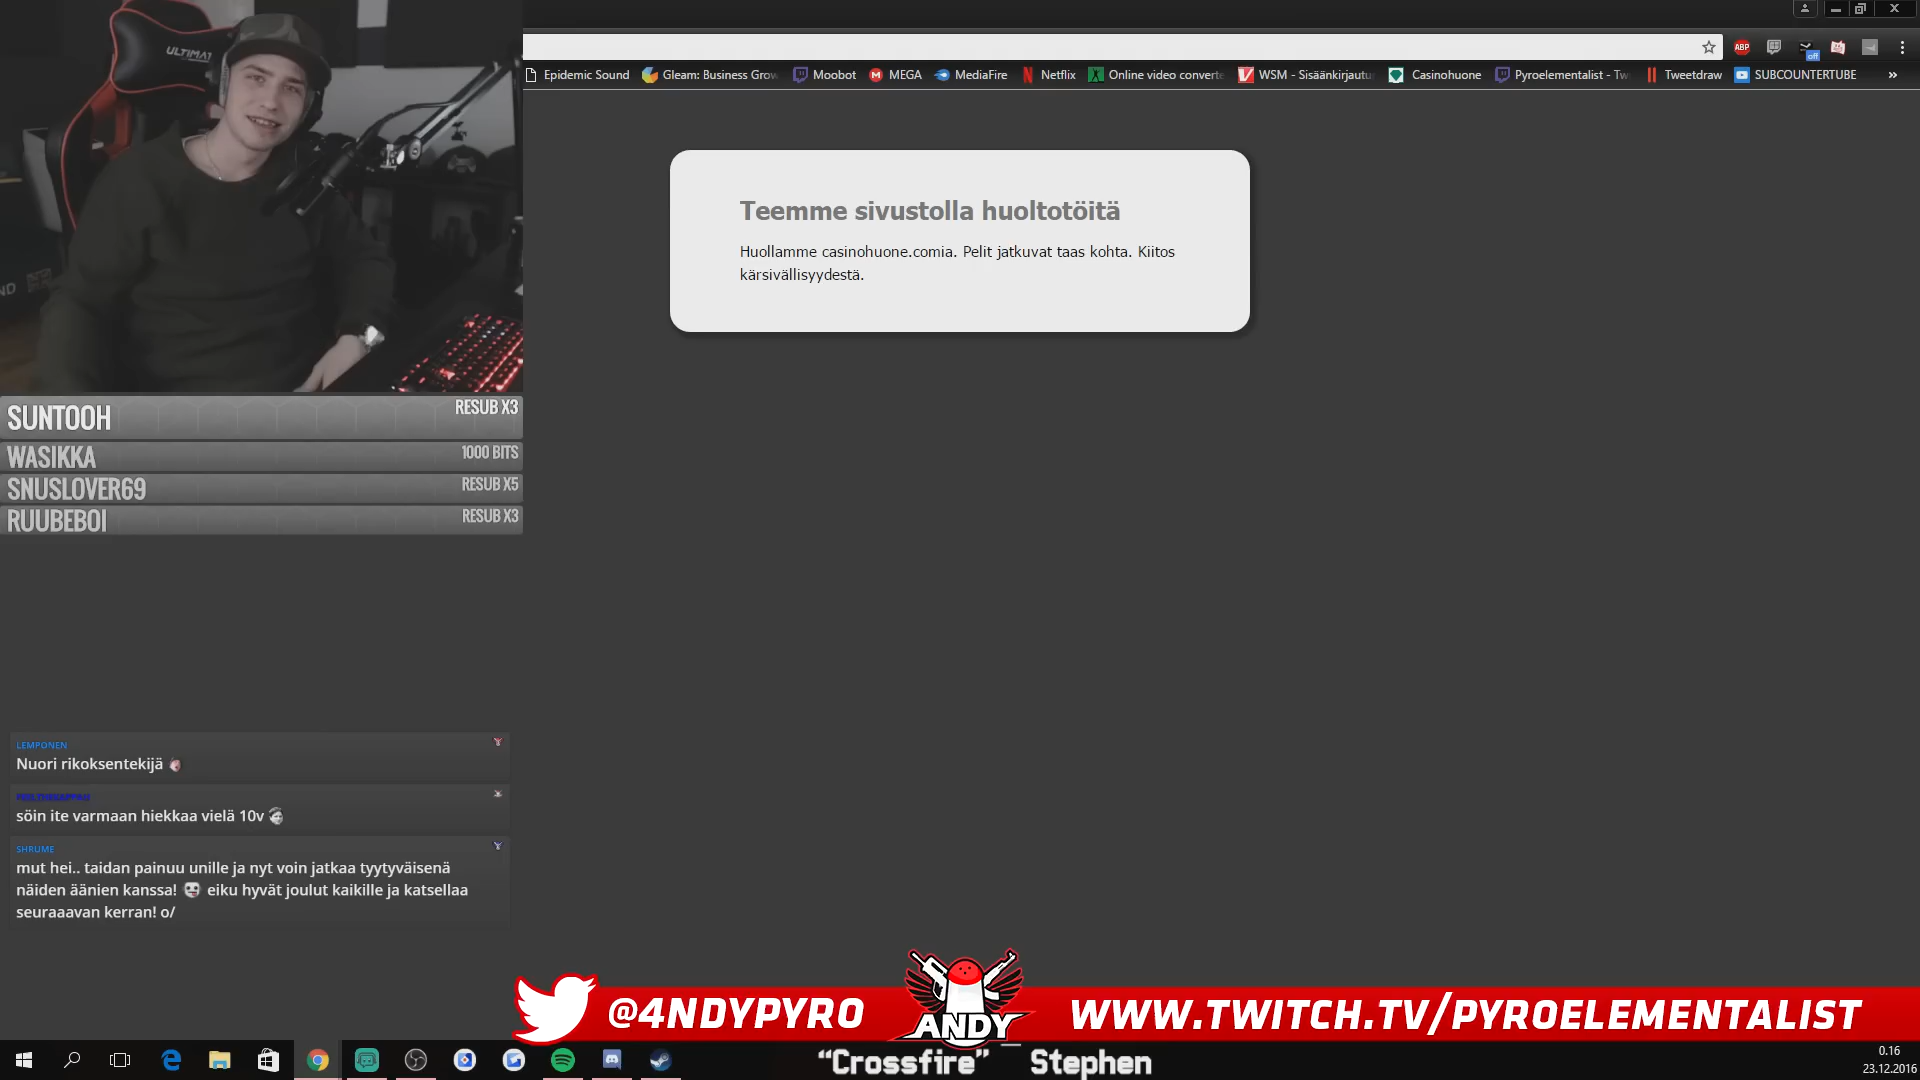 ULTIMAT
Epidemic Sound
Gleam: Business Grow
Moobot
MEGA
MediaFire
Netflix
Online video converte
WSM - Sisäänkirjautu
Casinohuone
Pyroelementalist - Tw
Tweetdraw
SUBCOUNTERTUBE
»
ABP
off
Teemme sivustolla huoltotöitä
Huollamme casinohuone.comia. Pelit jatkuvat taas kohta. Kiitos
kärsivällisyydestä.
SUNTOOH RESUB X3
WASIKKA 1000 BITS
SNUSLOVER69 RESUB X5
RUUBEBOI RESUB X3
LEMPONEN
Nuori rikoksentekijä
söin ite varmaan hiekkaa vielä 10v
SHRUME
mut hei.. taidan painuu unille ja nyt voin jatkaa tyytyväisenä
näiden äänien kanssa! eiku hyvät joulut kaikille ja katsellaa
seuraaavan kerran! o/
@4NDYPYRO
ANDY
WWW.TWITCH.TV/PYROELEMENTALIST
“Crossfire” Stephen
0.16
23.12.2016